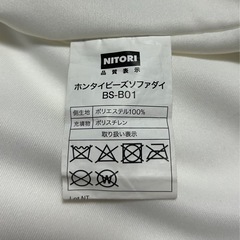 NITORI
品質表示
ホンタイビーズソファダイ
BS-B01
側生地 ポリエステル100%
充填物 ポリスチレン
取り扱い表示
W
Lot NT